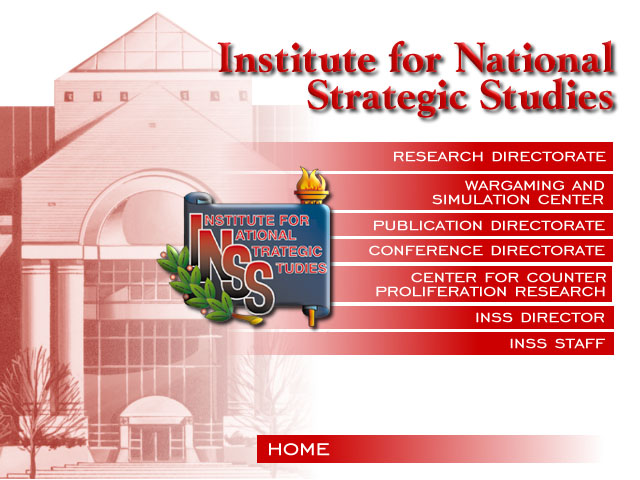 Institute for National
Strategic Studies
RESEARCH DIRECTORATE
WARGAMING AND
SIMULATION CENTER
PUBLICATION DIRECTORATE
CONFERENCE DIRECTORATE
CENTER FOR COUNTER
PROLIFERATION RESEARCH
INSS DIRECTOR
INSS STAFF
INSTITUTE FOR
NATIONAL
STRATEGIC
STUDIES
HOME